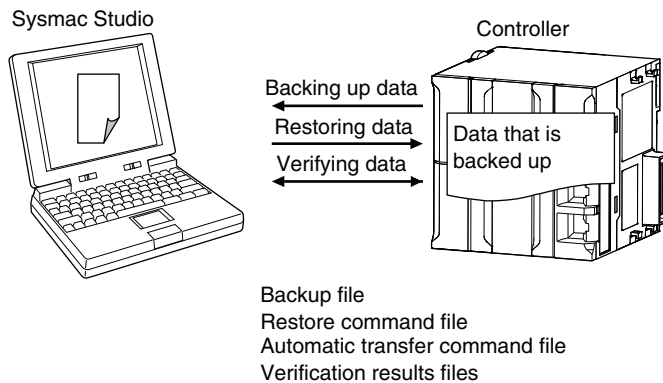 Sysmac Studio
Controller
Backing up data
Restoring data
Verifying data
Data that is
backed up
Backup file
Restore command file
Automatic transfer command file
Verification results files